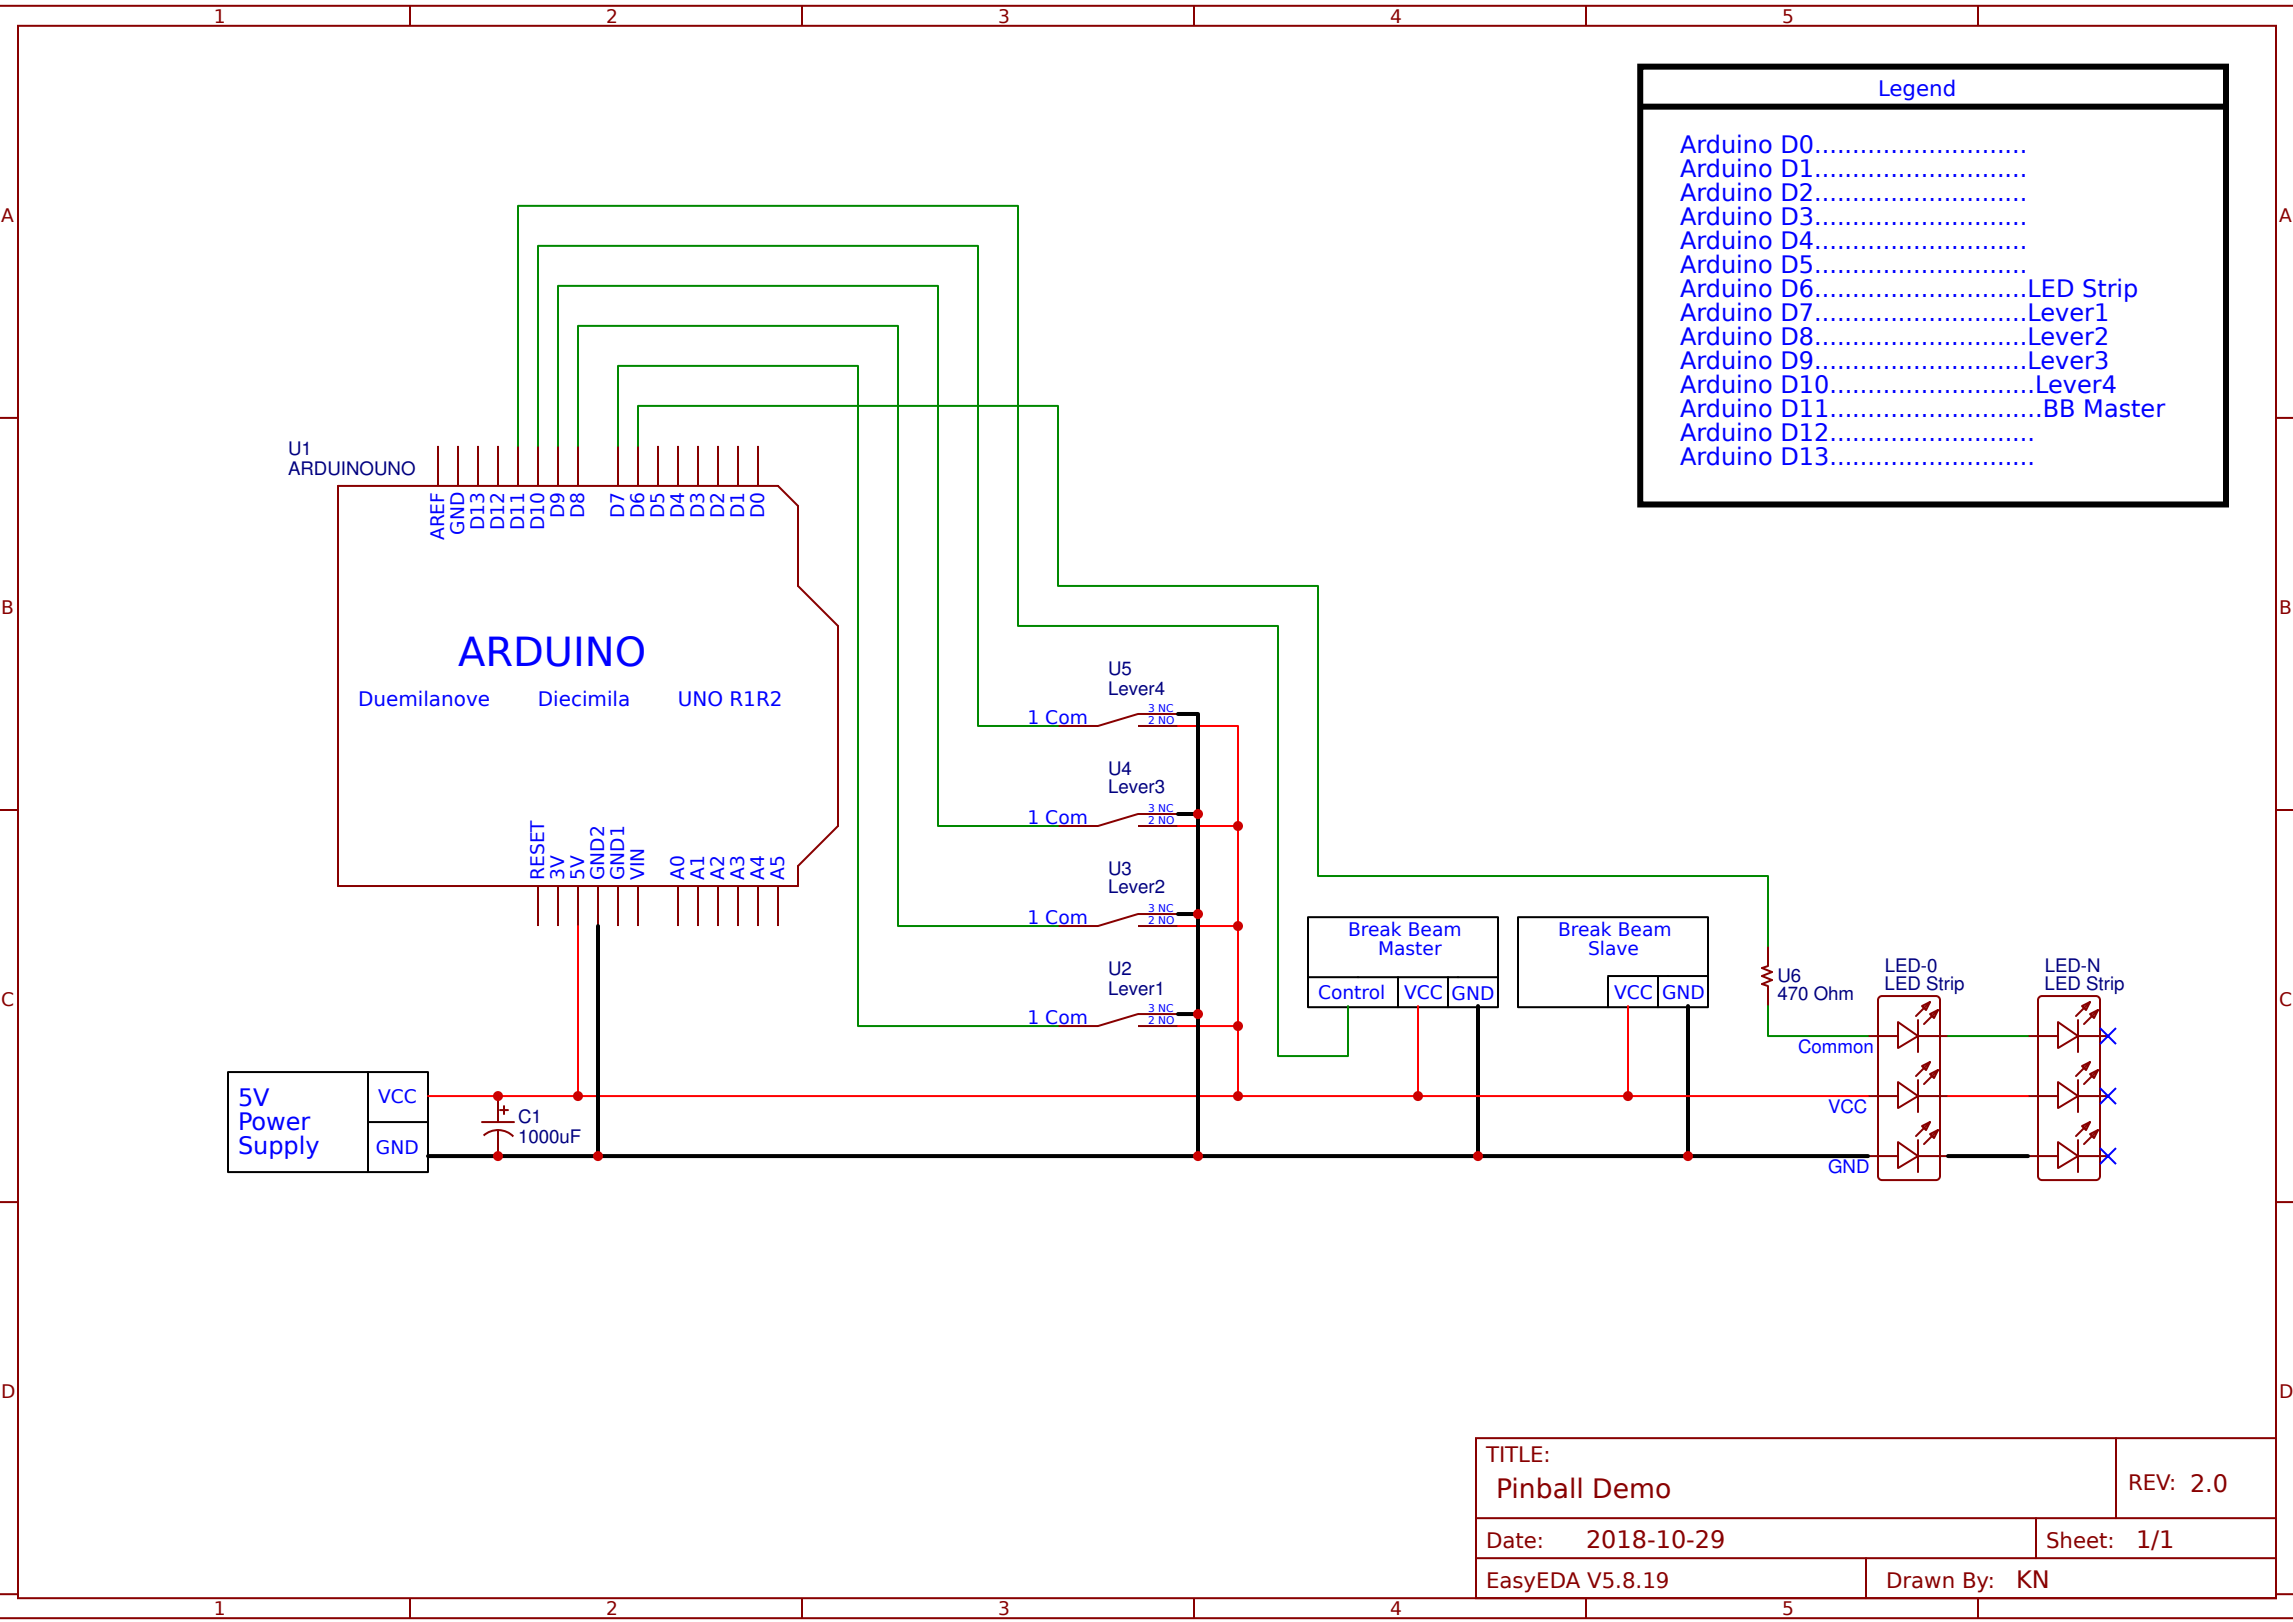 1 2 3 4 5
A A
B B
C C
D D
Legend
Arduino D0............................
Arduino D1............................
Arduino D2............................
Arduino D3............................
Arduino D4............................
Arduino D5............................
Arduino D6............................LED Strip
Arduino D7............................Lever1
Arduino D8............................Lever2
Arduino D9............................Lever3
Arduino D10...........................Lever4
Arduino D11............................BB Master
Arduino D12...........................
Arduino D13...........................
U1
ARDUINOUNO
AREF GND D13 D12 D11 D10 D9 D8 D7 D6 D5 D4 D3 D2 D1 D0
ARDUINO
Duemilanove Diecimila UNO R1R2
RESET 3V 5V GND2 GND1 VIN A0 A1 A2 A3 A4 A5
U5
Lever4
1 Com 3 NC
2 NO
U4
Lever3
1 Com 3 NC
2 NO
U3
Lever2
1 Com 3 NC
2 NO
U2
Lever1
1 Com 3 NC
2 NO
Break Beam
Master
Control VCC GND
Break Beam
Slave
VCC GND
U6
470 Ohm
LED-0
LED Strip
LED-N
LED Strip
Common
VCC
GND
5V
Power
Supply
VCC
GND
+
C1
1000uF
TITLE:
Pinball Demo
REV: 2.0
Date: 2018-10-29
Sheet: 1/1
EasyEDA V5.8.19
Drawn By: KN
1 2 3 4 5